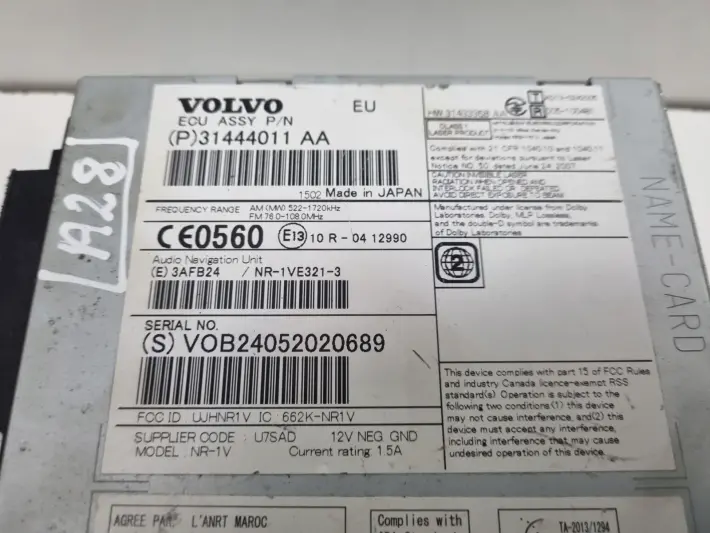 VOLVO EU
ECU ASSY P/N
(P)31444011 AA
1502 Made in JAPAN
FREQUENCY RANGE AM (MW) 522-1720kHz
FM 76.0-108.0MHz
CE0560 E13 10 R - 04 12990
Audio Navigation Unit
(E) 3AFB24 / NR-1VE321-3
SERIAL NO.
(S) VOB24052020689
FCC ID UJHNR1V IC 662K-NR1V
SUPPLIER CODE : U7SAD 12V NEG GND
MODEL NR-1V Current rating 1.5A
A28
T
R
CLASS 1
LASER PRODUCT
Complied with 21 CFR 1040.10 and 1040.11
except for deviations pursuant to Laser
Notice NO. 50, dated June 24, 2007
CAUTION INVISIBLE LASER
RADIATION WHEN OPENED AND
INTERLOCK FAILED OR DEFEATED
AVOID DIRECT EXPOSURE TO BEAM
Manufactured under license from Dolby
Laboratories. Dolby, MLP Lossless,
and the double-D symbol are trademarks
of Dolby Laboratories
2
NAME-CARD
This device complies with part 15 of FCC Rules
and industry Canada licence-exempt RSS
standard(s) Operation is subject to the
following two conditions(1) this device
may not cause interference, and(2) this
device must accept any interference,
including interference that may cause
undesired operation of this device.
AGREE PAR L'ANRT MAROC
Complies with
TA-2013/1294